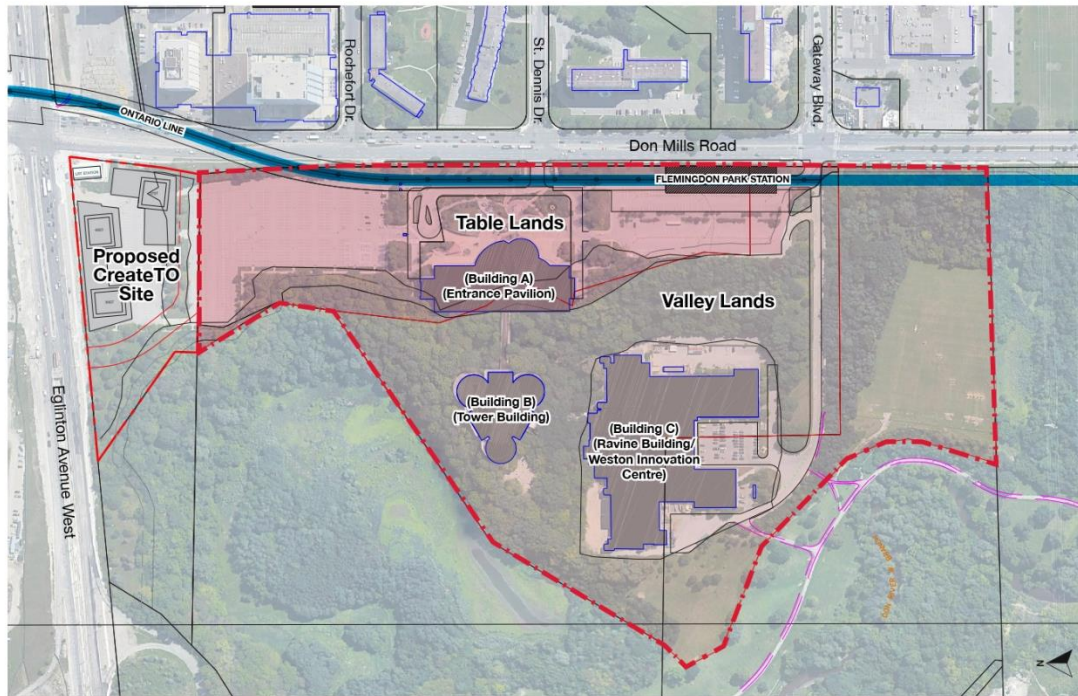 Rochefort Dr.
St. Dennis Dr.
Gateway Blvd.
ONTARIO LINE
Don Mills Road
FLEMINGDON PARK STATION
Table Lands
Proposed
CreateTO
Site
(Building A)
(Entrance Pavilion)
Valley Lands
(Building B)
(Tower Building)
(Building C)
(Ravine Building/
Weston Innovation
Centre)
Eglinton Avenue West
N